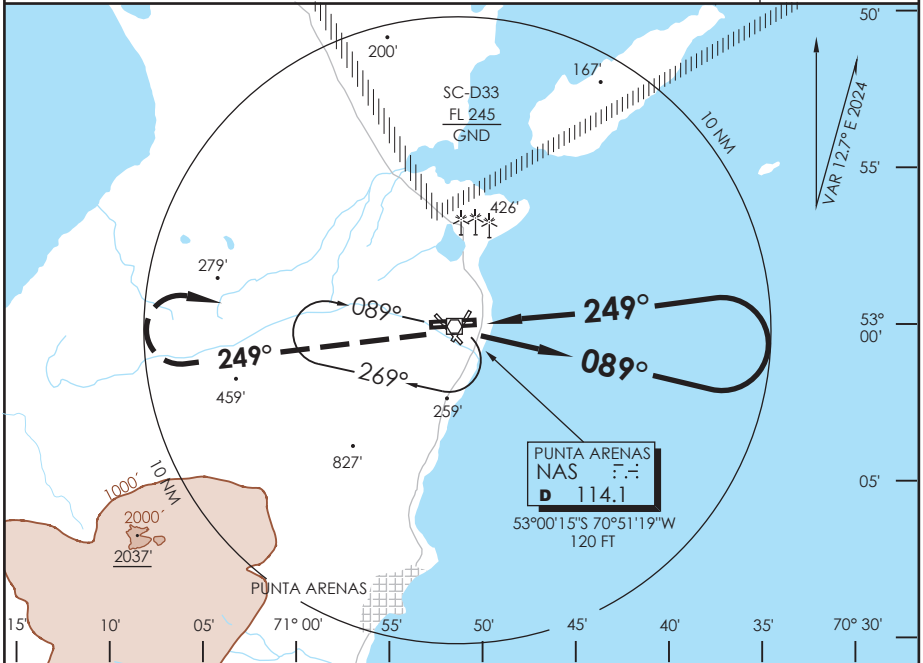 50'
200'
167'
SC-D33
FL 245
GND
10 NM
VAR 12.7° E 2024
55'
426'
279'
089°
249°
53°
00'
249°
089°
269°
459'
259'
827'
PUNTA ARENAS
NAS
D 114.1
53°00'15"S 70°51'19"W
120 FT
05'
10 NM
1000´
2000´
2037'
PUNTA ARENAS
15'
10'
05'
71° 00'
55'
50'
45'
40'
35'
70° 30'